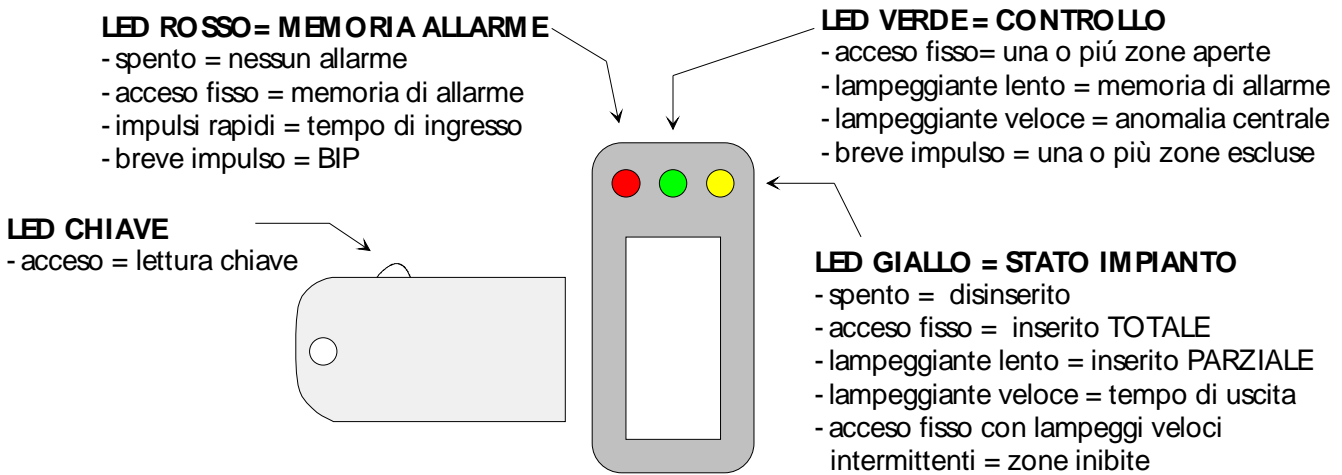 LED ROSSO= MEMORIA ALLARME
- spento = nessun allarme
- acceso fisso = memoria di allarme
- impulsi rapidi = tempo di ingresso
- breve impulso = BIP
LED VERDE = CONTROLLO
- acceso fisso= una o piú zone aperte
- lampeggiante lento = memoria di allarme
- lampeggiante veloce = anomalia centrale
- breve impulso = una o più zone escluse
LED CHIAVE
- acceso = lettura chiave
LED GIALLO = STATO IMPIANTO
- spento = disinserito
- acceso fisso = inserito TOTALE
- lampeggiante lento = inserito PARZIALE
- lampeggiante veloce = tempo di uscita
- acceso fisso con lampeggi veloci
intermittenti = zone inibite